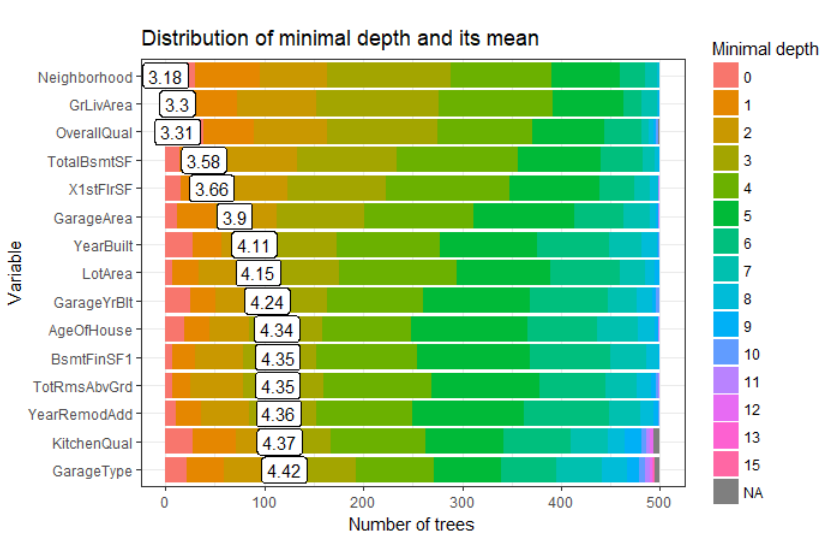 Distribution of minimal depth and its mean
Variable
Neighborhood 3.18
GrLivArea 3.3
OverallQual 3.31
TotalBsmtSF 3.58
X1stFlrSF 3.66
GarageArea 3.9
YearBuilt 4.11
LotArea 4.15
GarageYrBlt 4.24
AgeOfHouse 4.34
BsmtFinSF1 4.35
TotRmsAbvGrd 4.35
YearRemodAdd 4.36
KitchenQual 4.37
GarageType 4.42
0 100 200 300 400 500
Number of trees
Minimal depth
0
1
2
3
4
5
6
7
8
9
10
11
12
13
15
NA